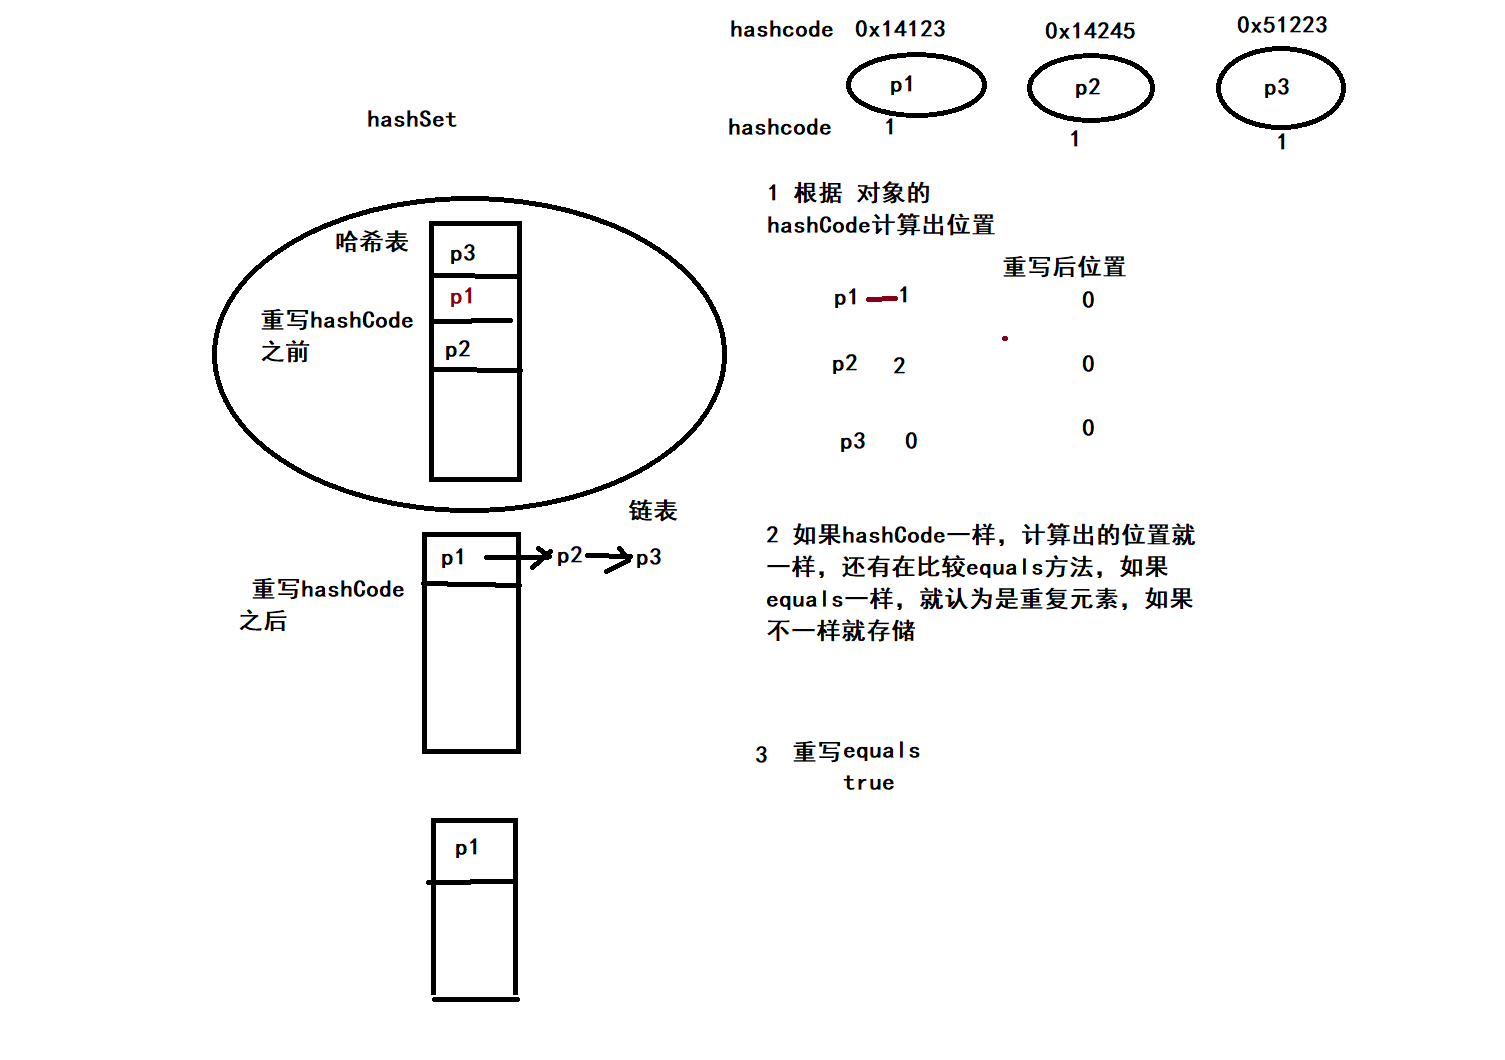 hashcode 0x14123 0x14245 0x51223
p1 p2 p3
hashcode 1 1 1
hashSet
哈希表
p3
p1
p2
重写hashCode
之前
1 根据 对象的
hashCode计算出位置
重写后位置
p1 1 0
p2 2 0
p3 0 0
链表
p1 p2 p3
重写hashCode
之后
2 如果hashCode一样，计算出的位置就
一样，还有在比较equals方法，如果
equals一样，就认为是重复元素，如果
不一样就存储
3 重写equals
true
p1